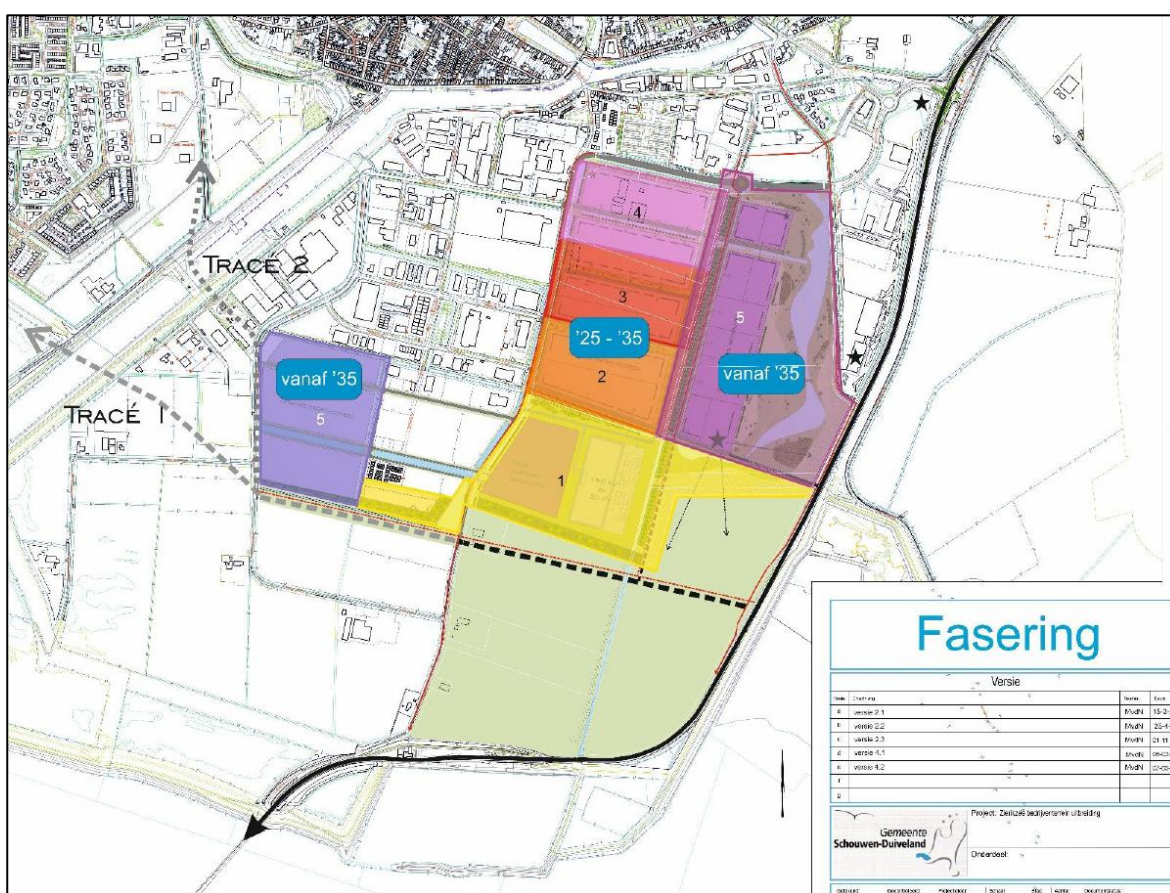 TRACÉ 2
TRACÉ 1
vanaf '35
5
4
3
'25 - '35
2
1
5
vanaf '35
Fasering
Versie
a versie 2.1 MvdN
b versie 2.2 MvdN
c versie 2.3 MvdN
d versie 4.1 MvdN
e versie 4.2 MvdN
f
g
Gemeente
Schouwen-Duiveland
Project: Zierikzee bedrijventerrein uitbreiding
Onderdeel: